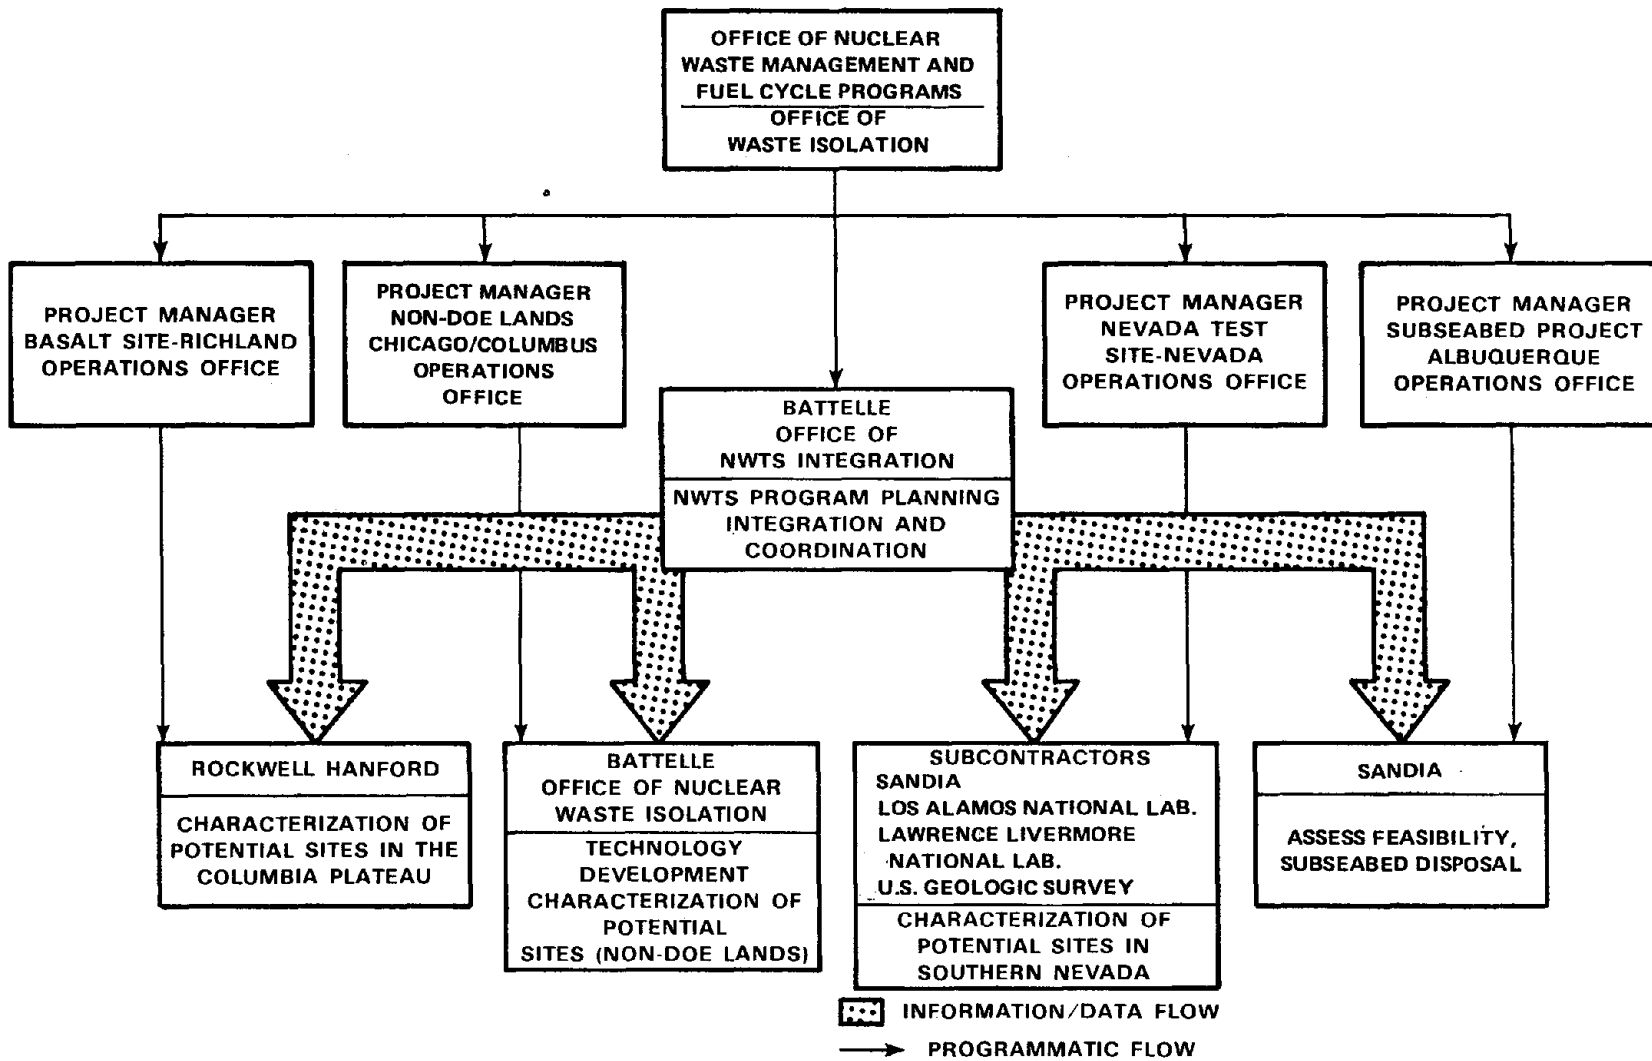 OFFICE OF NUCLEAR
WASTE MANAGEMENT AND
FUEL CYCLE PROGRAMS
OFFICE OF
WASTE ISOLATION
PROJECT MANAGER
BASALT SITE-RICHLAND
OPERATIONS OFFICE
PROJECT MANAGER
NON-DOE LANDS
CHICAGO/COLUMBUS
OPERATIONS
OFFICE
PROJECT MANAGER
NEVADA TEST
SITE-NEVADA
OPERATIONS OFFICE
PROJECT MANAGER
SUBSEABED PROJECT
ALBUQUERQUE
OPERATIONS OFFICE
BATTELLE
OFFICE OF
NWTS INTEGRATION
NWTS PROGRAM PLANNING
INTEGRATION AND
COORDINATION
ROCKWELL HANFORD
CHARACTERIZATION OF
POTENTIAL SITES IN THE
COLUMBIA PLATEAU
BATTELLE
OFFICE OF NUCLEAR
WASTE ISOLATION
TECHNOLOGY
DEVELOPMENT
CHARACTERIZATION OF
POTENTIAL
SITES (NON-DOE LANDS)
SUBCONTRACTORS
SANDIA
LOS ALAMOS NATIONAL LAB.
LAWRENCE LIVERMORE
NATIONAL LAB.
U.S. GEOLOGIC SURVEY
CHARACTERIZATION OF
POTENTIAL SITES IN
SOUTHERN NEVADA
SANDIA
ASSESS FEASIBILITY,
SUBSEABED DISPOSAL
INFORMATION/DATA FLOW
PROGRAMMATIC FLOW